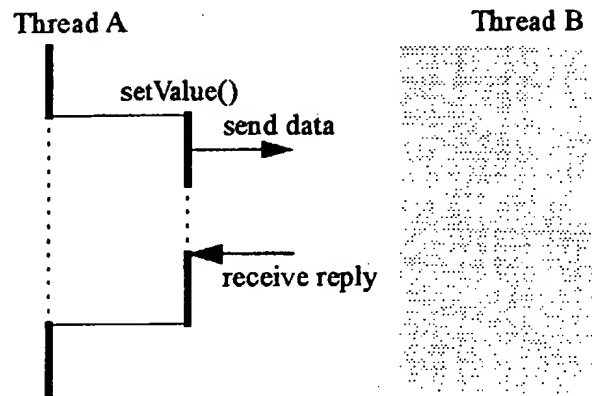 Thread A
Thread B
setValue()
send data
receive reply